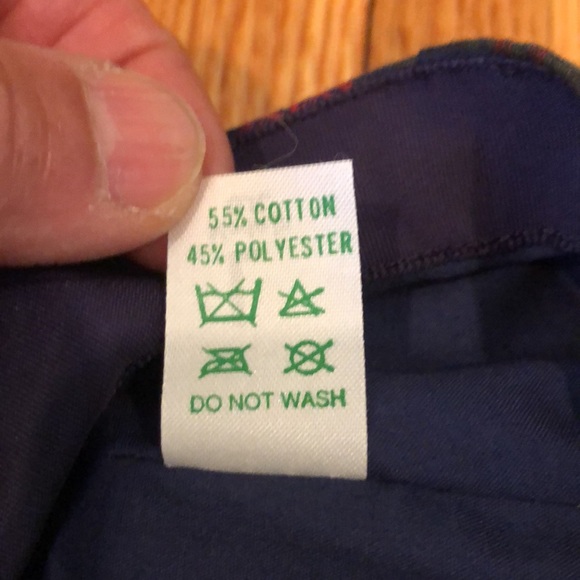 55% COTTON
45% POLYESTER
DO NOT WASH